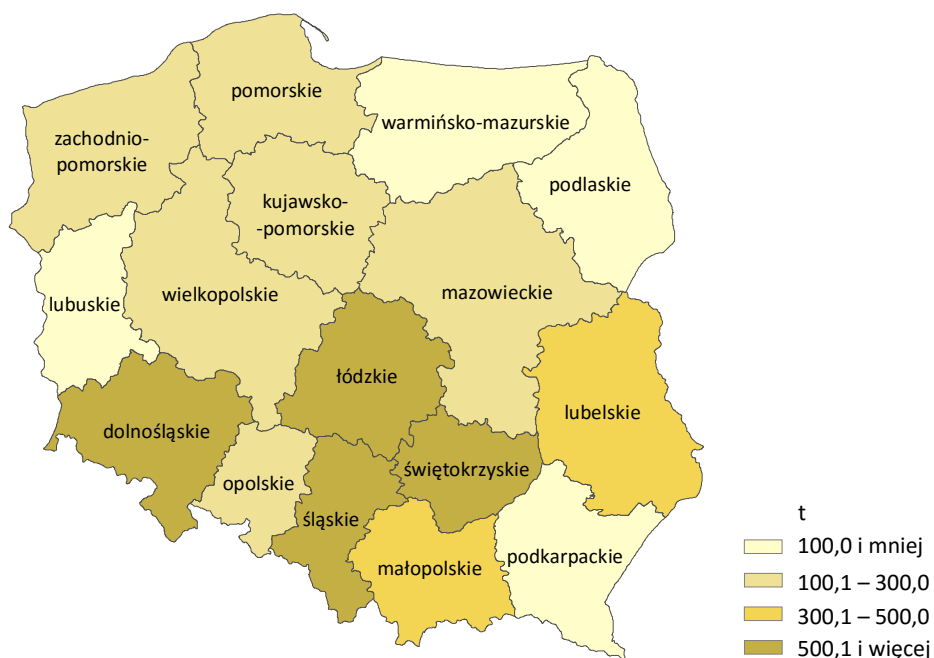 pomorskie
warmińsko-mazurskie
zachodnio-
pomorskie
podlaskie
kujawsko-
-pomorskie
lubuskie
wielkopolskie
mazowieckie
łódzkie
dolnośląskie
lubelskie
opolskie
świętokrzyskie
śląskie
małopolskie
podkarpackie
t
100,0 i mniej
100,1 – 300,0
300,1 – 500,0
500,1 i więcej